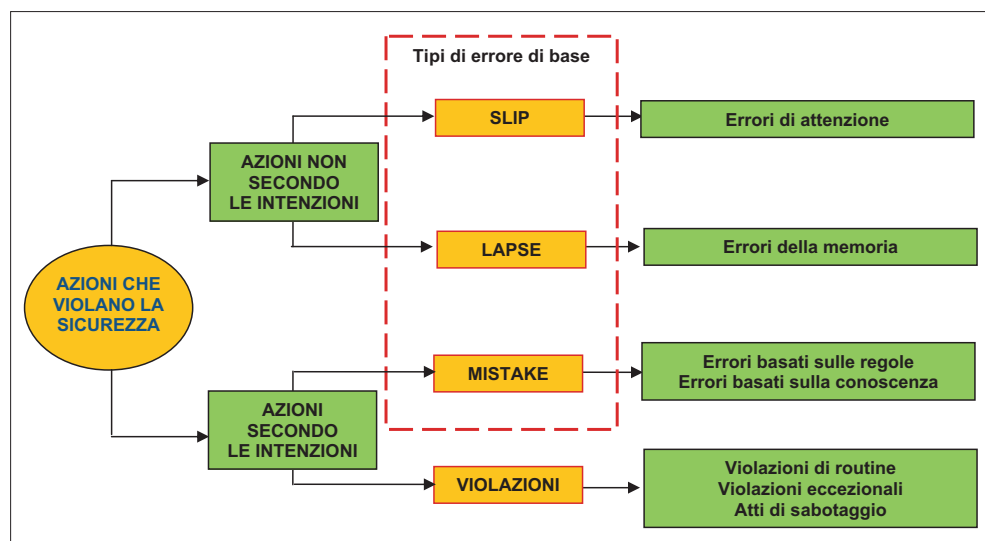 Tipi di errore di base
SLIP
Errori di attenzione
AZIONI NON
SECONDO
LE INTENZIONI
LAPSE
Errori della memoria
AZIONI CHE
VIOLANO LA
SICUREZZA
MISTAKE
Errori basati sulle regole
Errori basati sulla conoscenza
AZIONI
SECONDO
LE INTENZIONI
VIOLAZIONI
Violazioni di routine
Violazioni eccezionali
Atti di sabotaggio